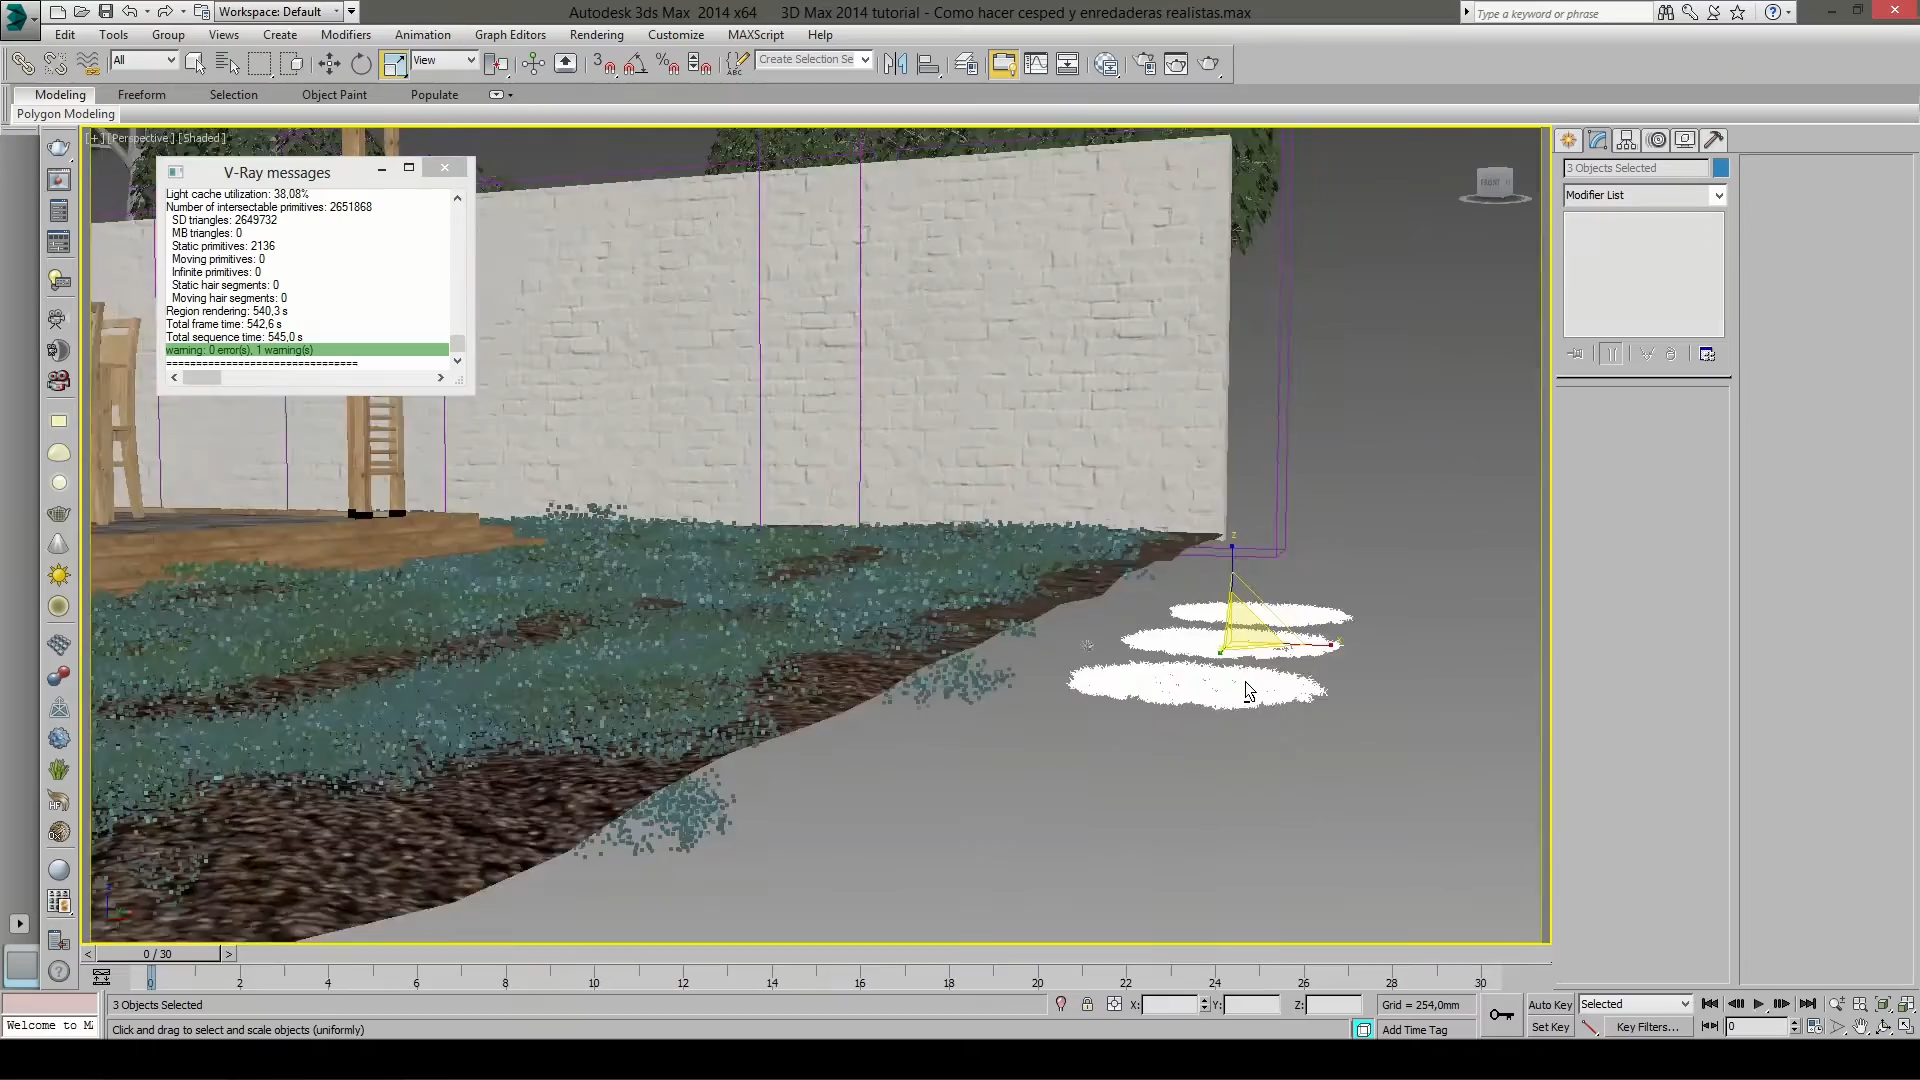 Workspace: Default
Autodesk 3ds Max 2014 x64 3D Max 2014 tutorial - Como hacer cesped y enredaderas realistas.max
Type a keyword or phrase
Edit Tools Group Views Create Modifiers Animation Graph Editors Rendering Customize MAXScript Help
All
View
3
Create Selection Se
Modeling Freeform Selection Object Paint Populate
Polygon Modeling
[+] [Perspective] [Shaded]
FRONT
3 Objects Selected
Modifier List
V-Ray messages
Light cache utilization: 38,08%
Number of intersectable primitives: 2651868
SD triangles: 2649732
MB triangles: 0
Static primitives: 2136
Moving primitives: 0
Infinite primitives: 0
Static hair segments: 0
Moving hair segments: 0
Region rendering: 540,3 s
Total frame time: 542,6 s
Total sequence time: 545,0 s
warning: 0 error(s), 1 warning(s)
==============================
z
0 / 30
0 2 4 6 8 10 12 14 16 18 20 22 24 26 28 30
3 Objects Selected
X: Y: Z:
Grid = 254,0mm
Auto Key
Selected
Welcome to M
Click and drag to select and scale objects (uniformly)
Add Time Tag
Set Key
Key Filters...
0